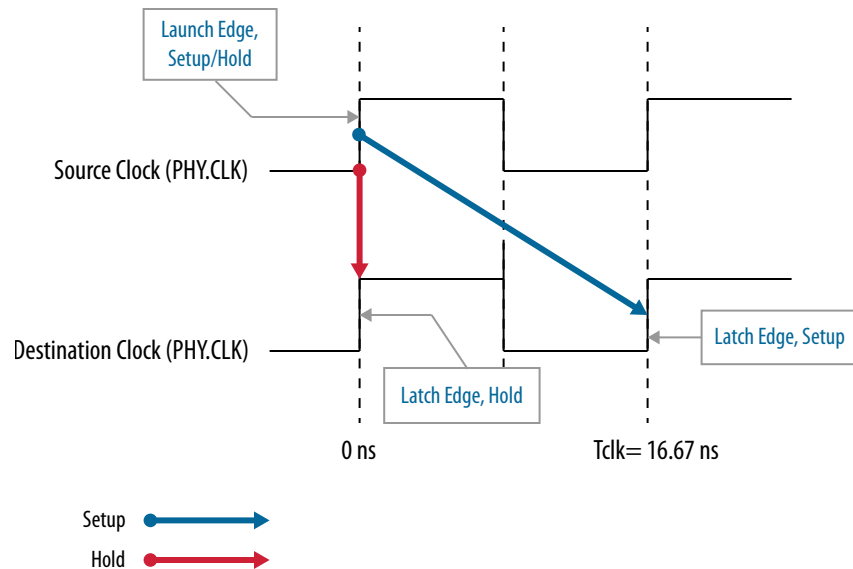 Launch Edge,
Setup/Hold
Source Clock (PHY.CLK)
Destination Clock (PHY.CLK)
Latch Edge, Setup
Latch Edge, Hold
0 ns
Tclk= 16.67 ns
Setup
Hold